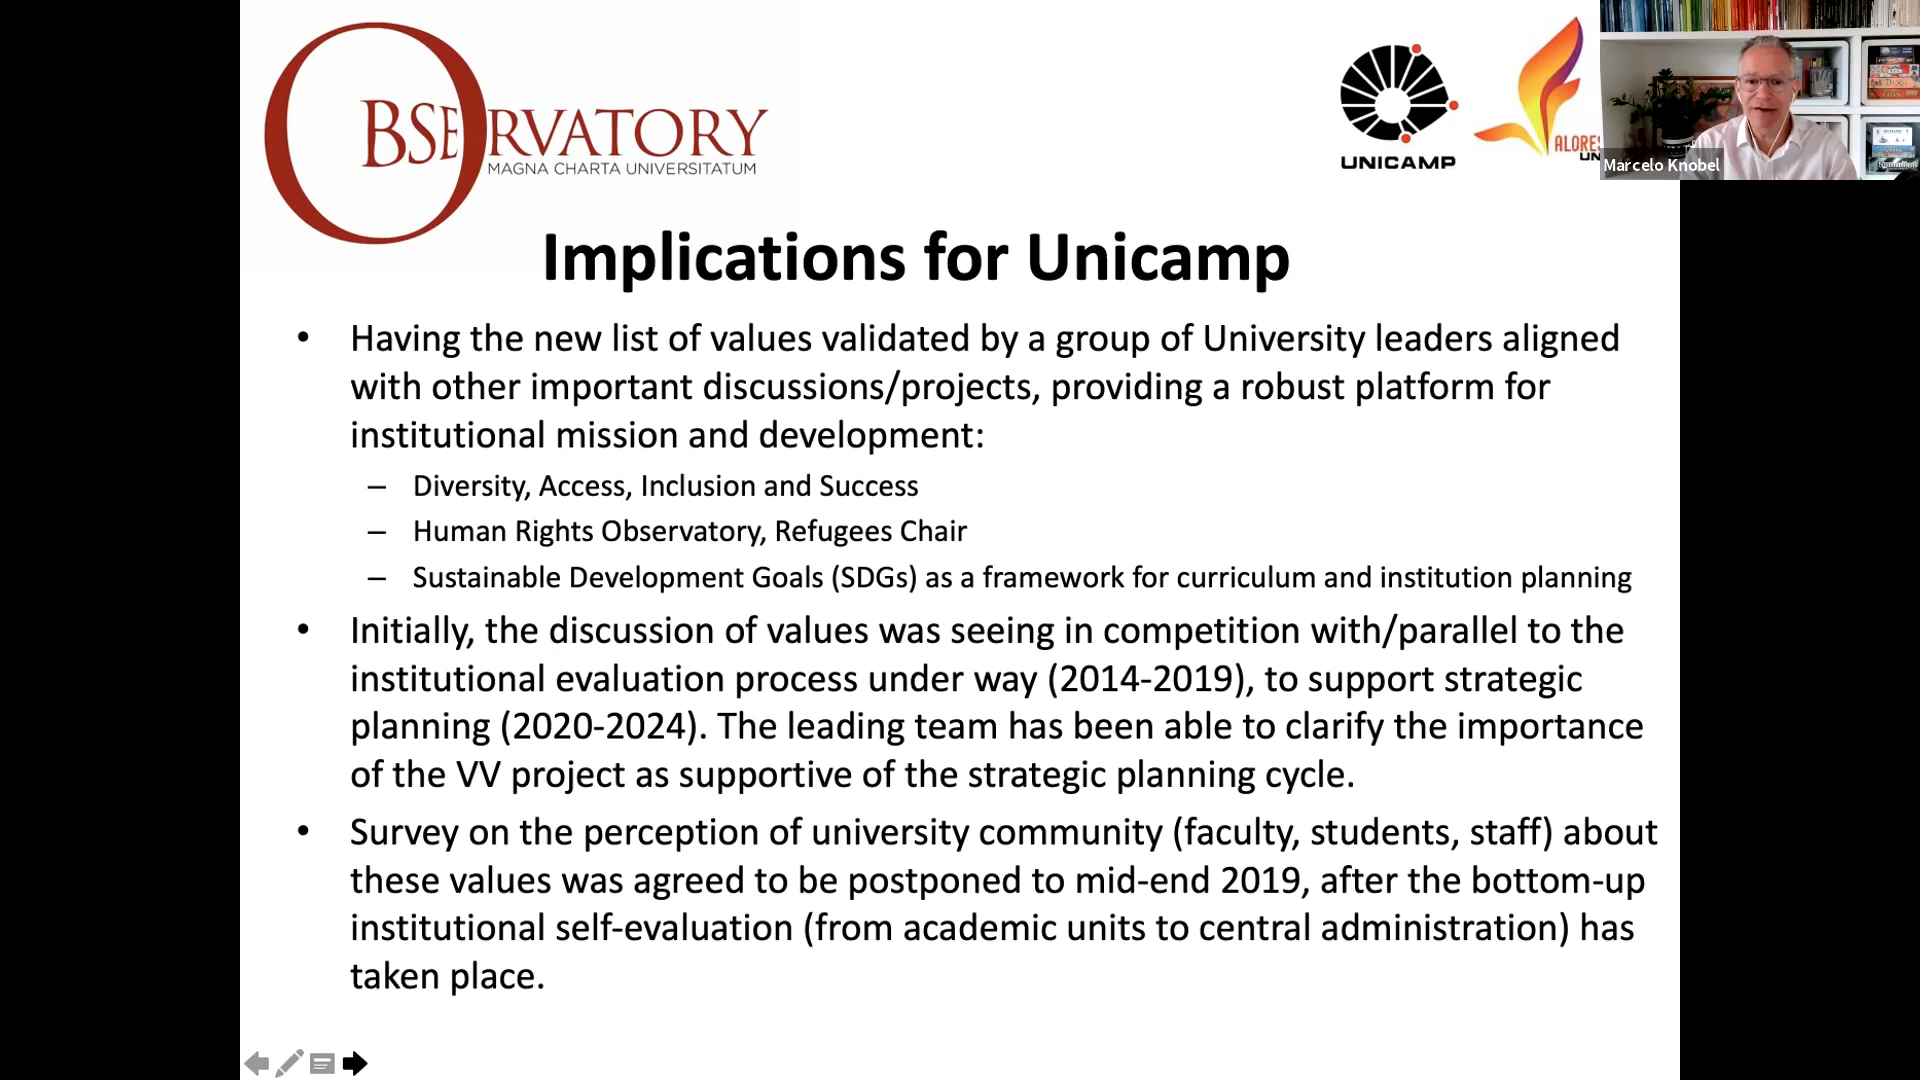 OBSERVATORY
MAGNA CHARTA UNIVERSITATUM
UNICAMP
ALORES
UN
Marcelo Knobel
Implications for Unicamp
• Having the new list of values validated by a group of University leaders aligned
with other important discussions/projects, providing a robust platform for
institutional mission and development:
– Diversity, Access, Inclusion and Success
– Human Rights Observatory, Refugees Chair
– Sustainable Development Goals (SDGs) as a framework for curriculum and institution planning
• Initially, the discussion of values was seeing in competition with/parallel to the
institutional evaluation process under way (2014-2019), to support strategic
planning (2020-2024). The leading team has been able to clarify the importance
of the VV project as supportive of the strategic planning cycle.
• Survey on the perception of university community (faculty, students, staff) about
these values was agreed to be postponed to mid-end 2019, after the bottom-up
institutional self-evaluation (from academic units to central administration) has
taken place.